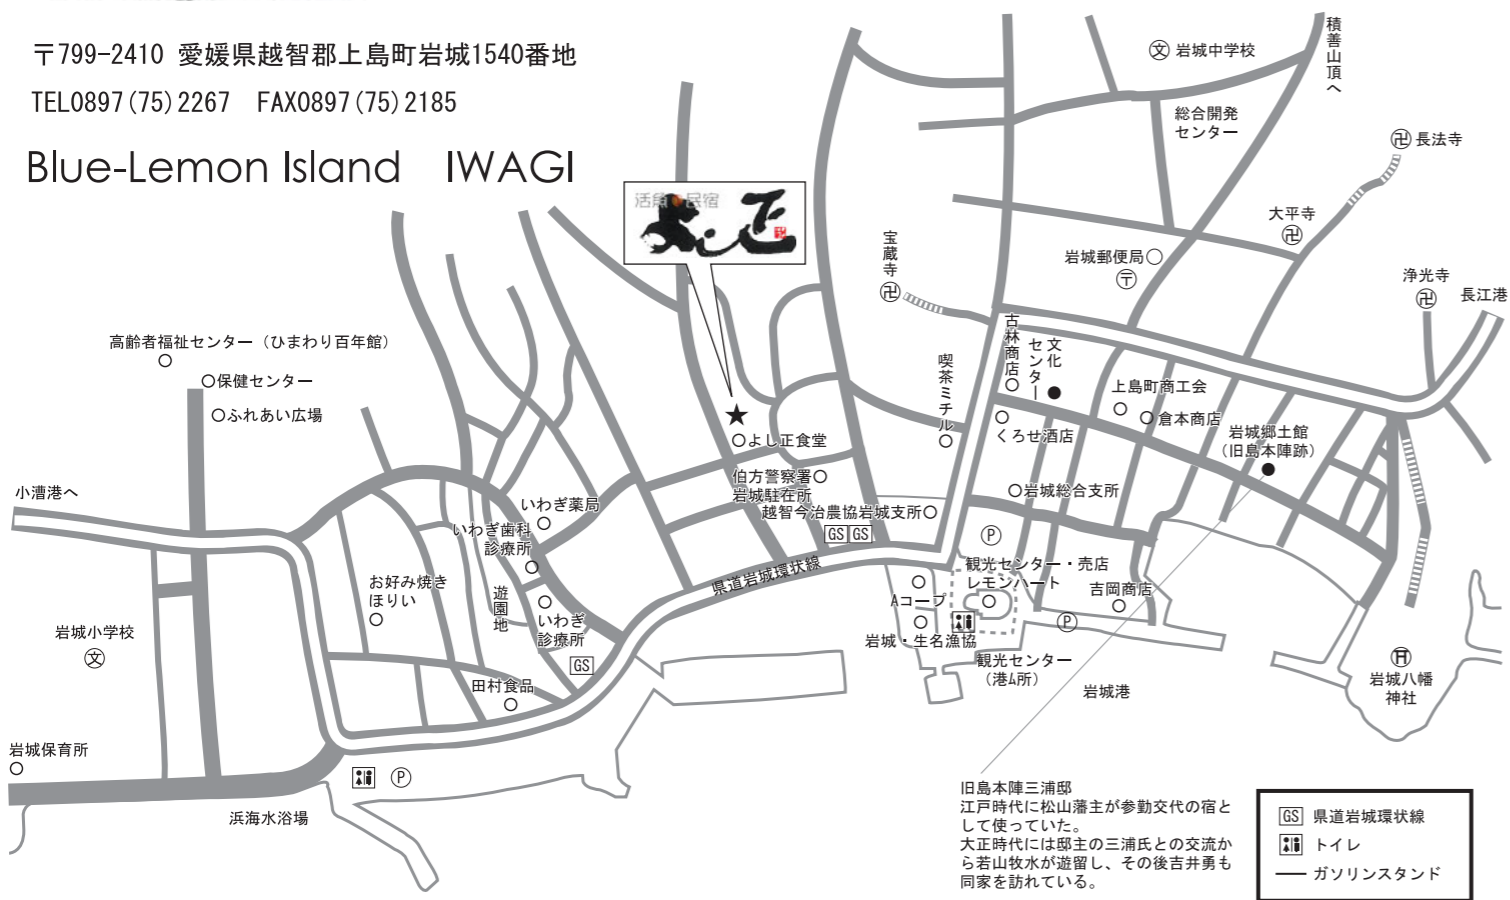 〒799-2410 愛媛県越智郡上島町岩城1540番地
TEL0897(75)2267 FAX0897(75)2185
Blue-Lemon Island IWAGI
活魚 民宿
よし正
積善山頂へ
文 岩城中学校
総合開発
センター
卍 長法寺
大平寺
卍
岩城郵便局
〒
浄光寺
卍
長江港
宝蔵寺
卍
古林商店
文化
センター
喫茶ミチル
くろせ酒店
上島町商工会
倉本商店
岩城郷土館
(旧島本陣跡)
高齢者福祉センター(ひまわり百年館)
保健センター
ふれあい広場
★
よし正食堂
伯方警察署
岩城駐在所
越智今治農協岩城支所
GS GS
岩城総合支所
P
小漕港へ
いわぎ薬局
いわぎ歯科
診療所
遊園地
いわぎ
診療所
GS
お好み焼き
ほりい
県道岩城環状線
観光センター・売店
レモンハート
吉岡商店
P
Aコープ
岩城・生名漁協
観光センター
(港ム所)
岩城港
岩城八幡
神社
岩城小学校
文
田村食品
岩城保育所
P
浜海水浴場
旧島本陣三浦邸
江戸時代に松山藩主が参勤交代の宿と
して使っていた。
大正時代には邸主の三浦氏との交流か
ら若山牧水が遊留し、その後吉井勇も
同家を訪れている。
GS 県道岩城環状線
トイレ
ガソリンスタンド